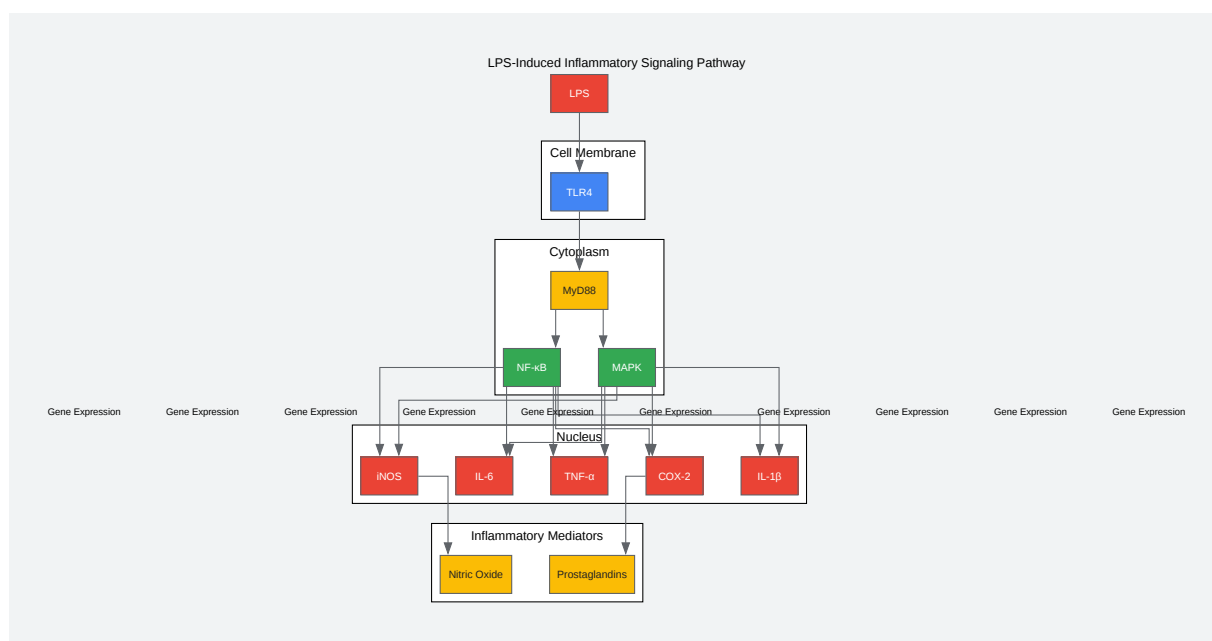 LPS-Induced Inflammatory Signaling Pathway
LPS
Cell Membrane
TLR4
Cytoplasm
MyD88
NF-κB
MAPK
Gene Expression
Gene Expression
Gene Expression
Gene Expression
Gene Expression
Gene Expression
Gene Expression
Gene Expression
Gene Expression
Gene Expression
Nucleus
iNOS
IL-6
TNF-α
COX-2
IL-1β
Inflammatory Mediators
Nitric Oxide
Prostaglandins